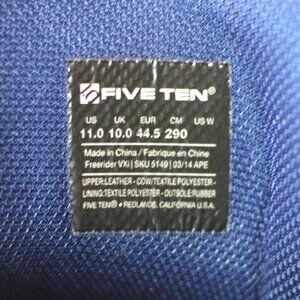 FIVE TEN®
US UK EUR CM US W
11.0 10.0 44.5 290
Made in China / Fabrique en Chine
Freerider VXi | SKU 5149 | 03/14 APE
UPPER:LEATHER - COW/TEXTILE POLYESTER -
LINING:TEXTILE POLYESTER - OUTSOLE:RUBBER
FIVE TEN® • REDLANDS, CALIFORNIA U.S.A.